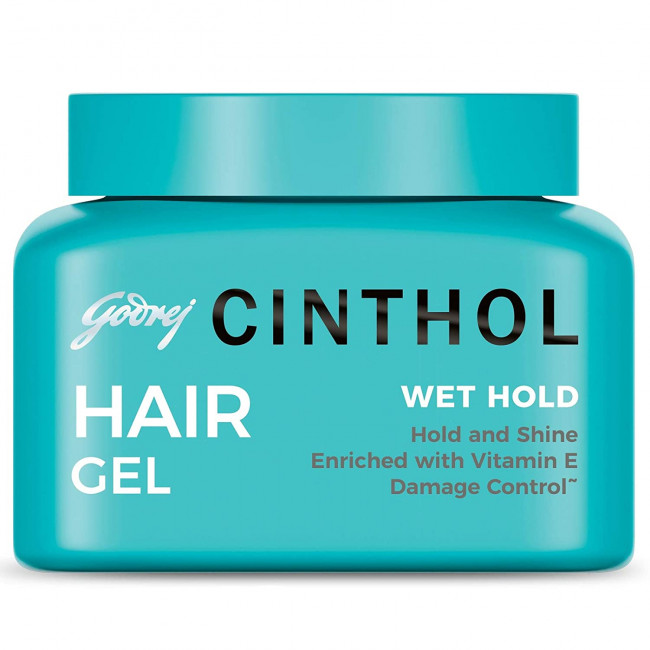 Godrej CINTHOL
HAIR
GEL
WET HOLD
Hold and Shine
Enriched with Vitamin E
Damage Control~